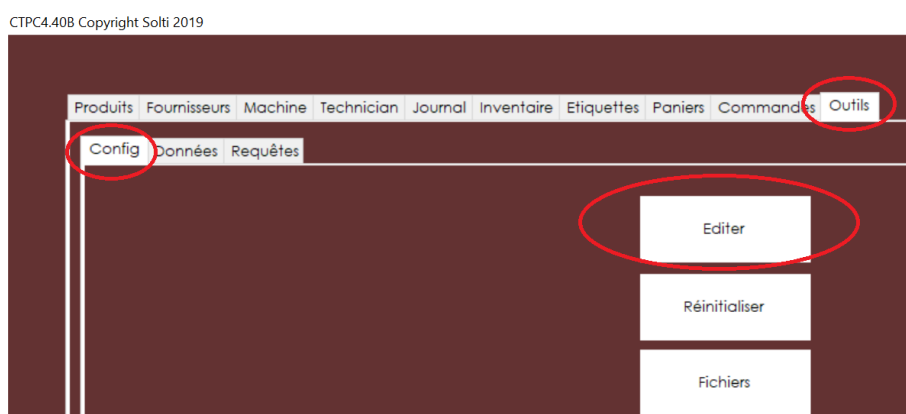 CTPC4.40B Copyright Solti 2019
Produits Fournisseurs Machine Technician Journal Inventaire Etiquettes Paniers Commandes Outils
Config Données Requêtes
Editer
Réinitialiser
Fichiers